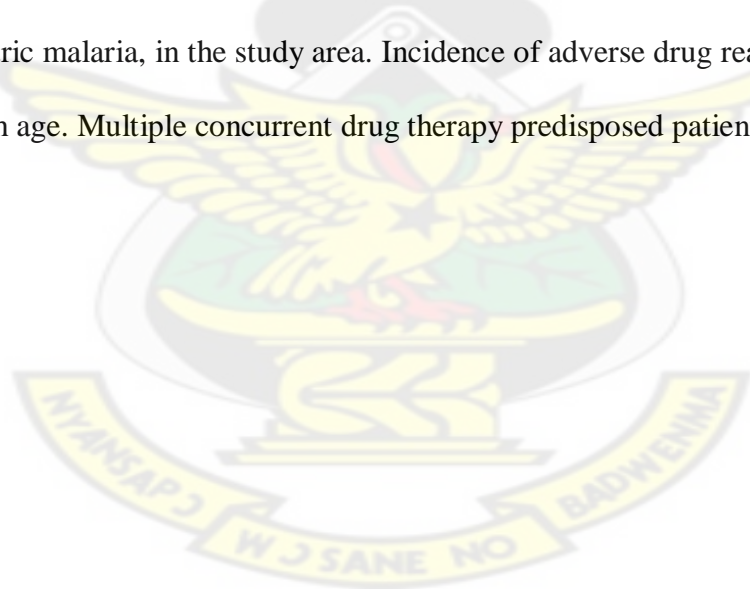 ric malaria, in the study area. Incidence of adverse drug rea
n age. Multiple concurrent drug therapy predisposed patien
NYANSAPƆ WƆSANE NO BADWENMA